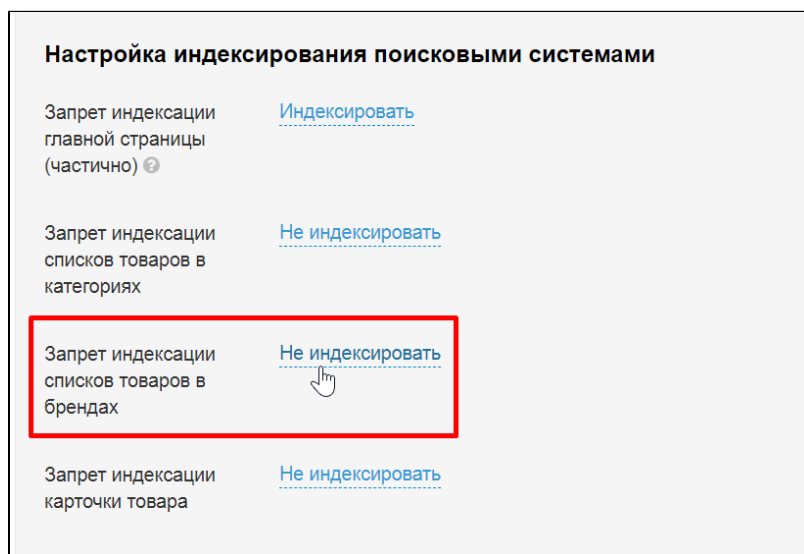 Настройка индексирования поисковыми системами
Запрет индексации
главной страницы
(частично) ?
Индексировать
Запрет индексации
списков товаров в
категориях
Не индексировать
Запрет индексации
списков товаров в
брендах
Не индексировать
Запрет индексации
карточки товара
Не индексировать